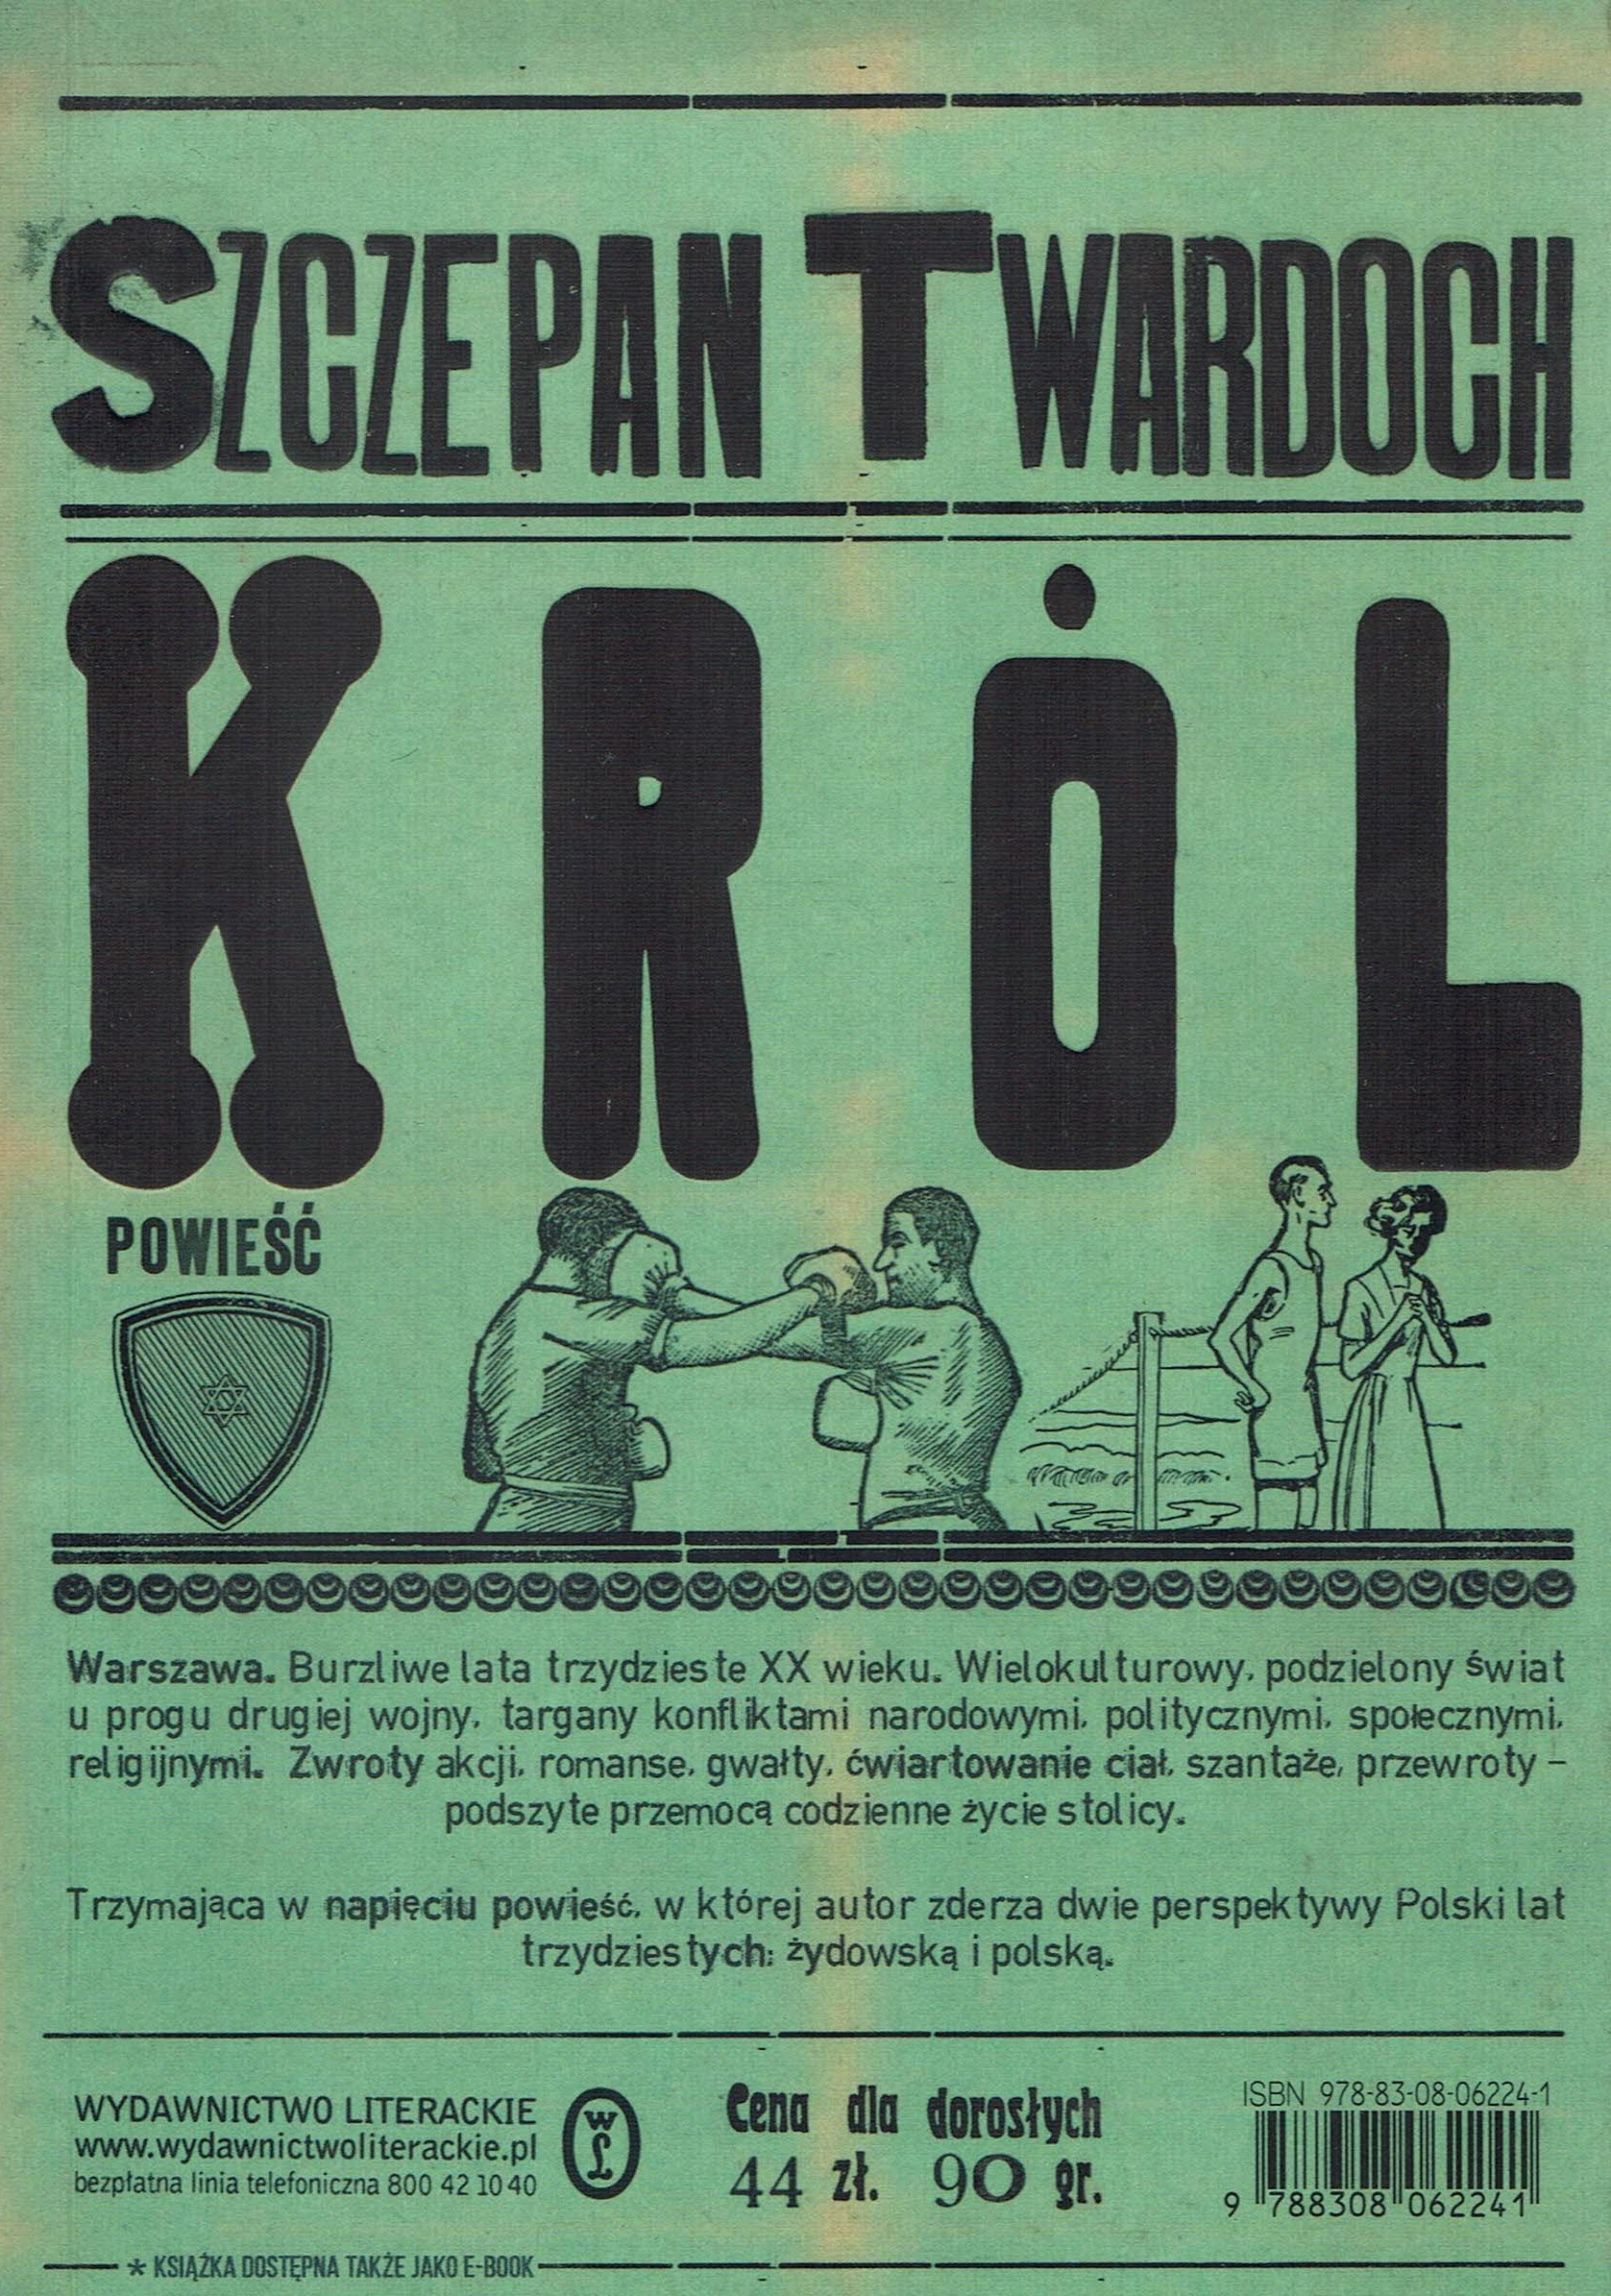 SZCZEPAN TWARDOCH
KRÓL
POWIEŚĆ
Warszawa. Burzliwe lata trzydzieste XX wieku. Wielokulturowy, podzielony świat
u progu drugiej wojny, targany konfliktami narodowymi, politycznymi, społecznymi,
religijnymi. Zwroty akcji, romanse, gwałty, ćwiartowanie ciał, szantaże, przewroty –
podszyte przemocą codzienne życie stolicy.
Trzymająca w napięciu powieść, w której autor zderza dwie perspektywy Polski lat
trzydziestych: żydowską i polską.
WYDAWNICTWO LITERACKIE
www.wydawnictwoliterackie.pl
bezpłatna linia telefoniczna 800 42 10 40
WL
Cena dla dorosłych
44 zł. 90 gr.
ISBN 978-83-08-06224-1
9 788308 062241
* KSIĄŻKA DOSTĘPNA TAKŻE JAKO E-BOOK